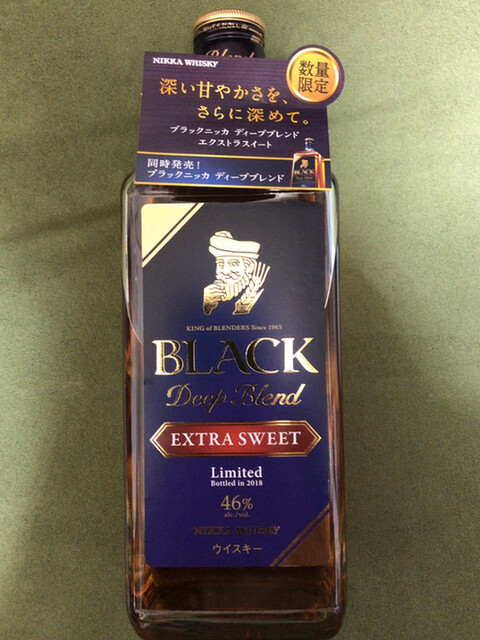 Blend
NIKKA WHISKY
数量
限定
深い甘やかさを、
さらに深めて。
ブラックニッカ ディープブレンド
エクストラスイート
同時発売！
ブラックニッカ ディープブレンド
BLACK
Deep Blend
KING of BLENDERS Since 1965
BLACK
Deep Blend
EXTRA SWEET
Limited
Bottled in 2018
46%
alc./vol.
NIKKA WHISKY
ウイスキー